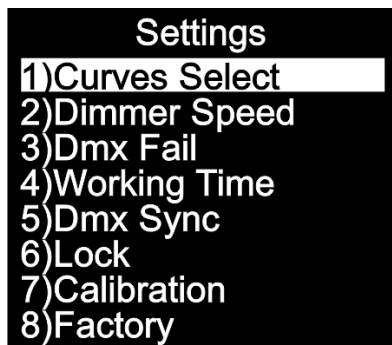 Settings
1)Curves Select
2)Dimmer Speed
3)Dmx Fail
4)Working Time
5)Dmx Sync
6)Lock
7)Calibration
8)Factory